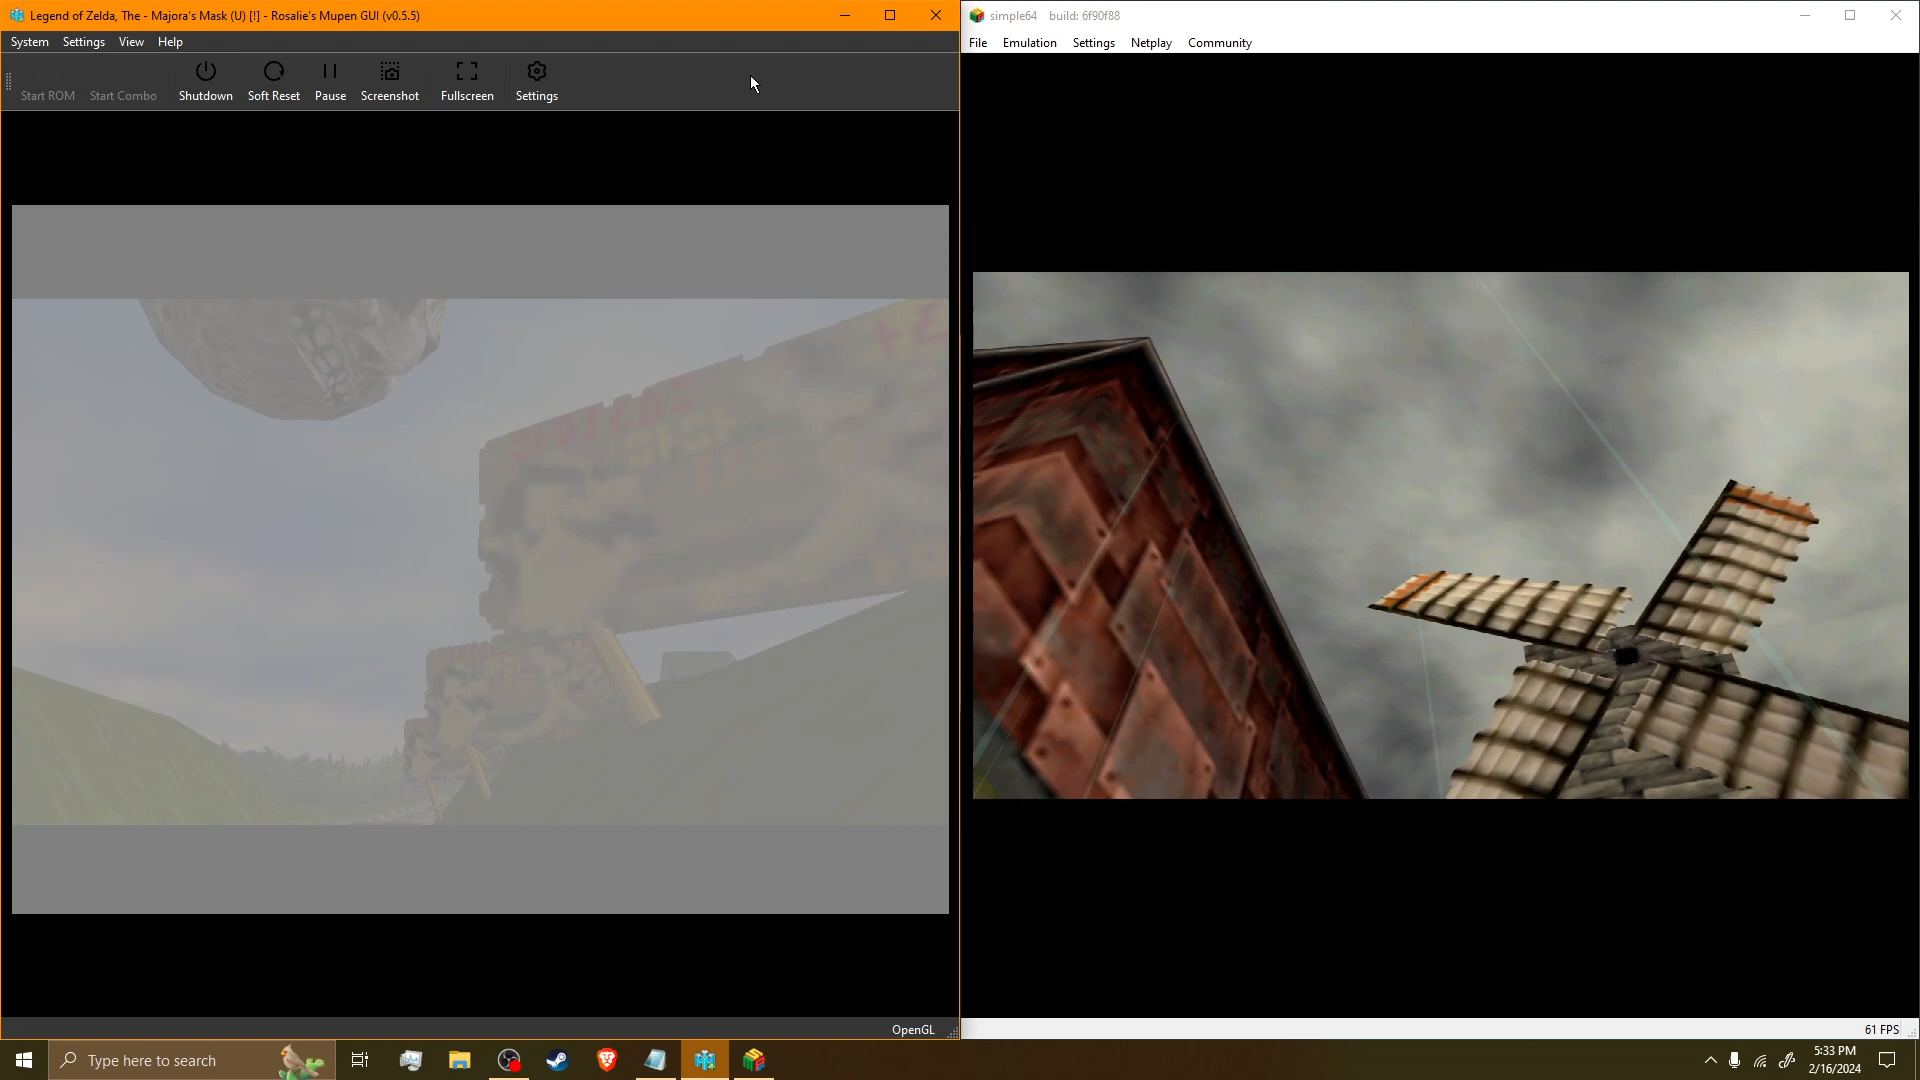 Legend of Zelda, The - Majora's Mask (U) [!] - Rosalie's Mupen GUI (v0.5.5)
System Settings View Help
Start ROM Start Combo Shutdown Soft Reset Pause Screenshot Fullscreen Settings
OpenGL
simple64 build: 6f90f88
File Emulation Settings Netplay Community
61 FPS
Type here to search
5:33 PM
2/16/2024